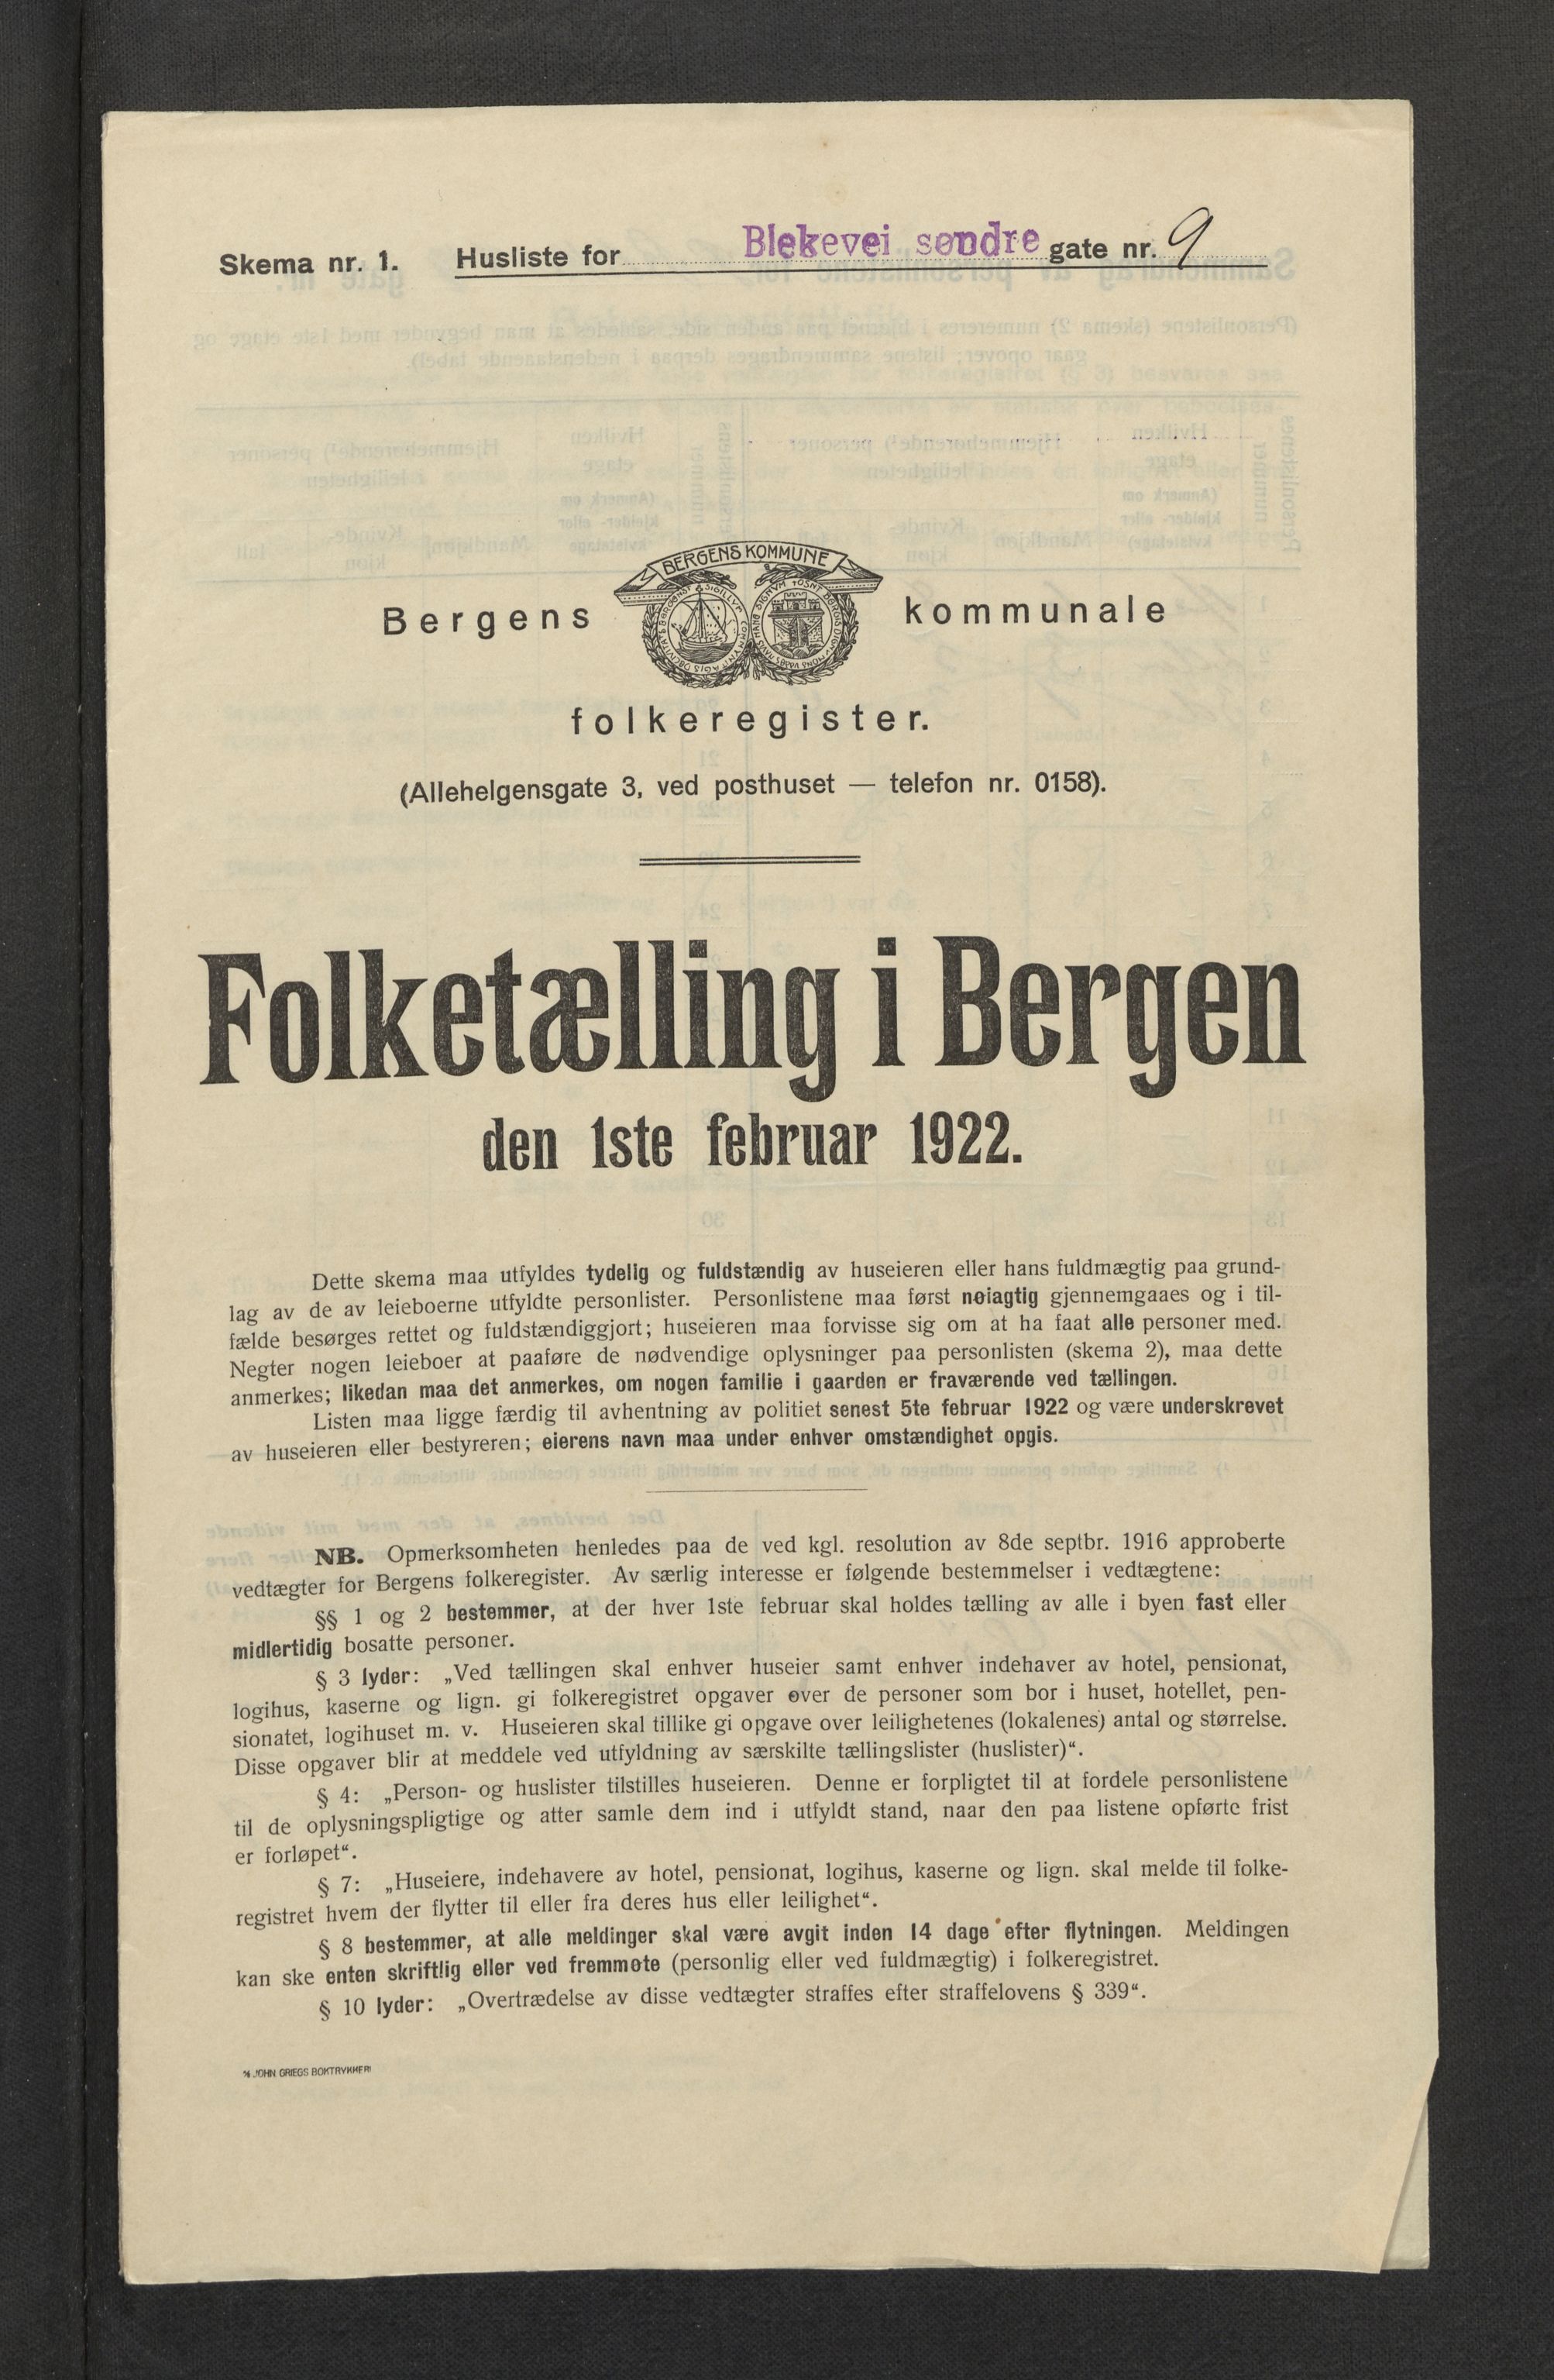 Skema nr. 1. Husliste for Blekevei søndre gate nr. 9
BERGENS KOMMUNE
Bergens kommunale
folkeregister.
(Allehelgensgate 3, ved posthuset — telefon nr. 0158).
Folketælling i Bergen
den 1ste februar 1922.
Dette skema maa utfyldes tydelig og fuldstændig av huseieren eller hans fuldmægtig paa grund-
lag av de av leieboerne utfyldte personlister. Personlistene maa først nøiagtig gjennemgaaes og i til-
fælde besørges rettet og fuldstændiggjort; huseieren maa forvisse sig om at ha faat alle personer med.
Negter nogen leieboer at paaføre de nødvendige oplysninger paa personlisten (skema 2), maa dette
anmerkes; likedan maa det anmerkes, om nogen familie i gaarden er fraværende ved tællingen.
Listen maa ligge færdig til avhentning av politiet senest 5te februar 1922 og være underskrevet
av huseieren eller bestyreren; eierens navn maa under enhver omstændighet opgis.
NB. Opmerksomheten henledes paa de ved kgl. resolution av 8de septbr. 1916 approberte
vedtægter for Bergens folkeregister. Av særlig interesse er følgende bestemmelser i vedtægtene:
§§ 1 og 2 bestemmer, at der hver 1ste februar skal holdes tælling av alle i byen fast eller
midlertidig bosatte personer.
§ 3 lyder: „Ved tællingen skal enhver huseier samt enhver indehaver av hotel, pensionat,
logihus, kaserne og lign. gi folkeregistret opgaver over de personer som bor i huset, hotellet, pen-
sionatet, logihuset m. v. Huseieren skal tillike gi opgave over leilighetenes (lokalenes) antal og størrelse.
Disse opgaver blir at meddele ved utfyldning av særskilte tællingslister (huslister)“.
§ 4: „Person- og huslister tilstilles huseieren. Denne er forpligtet til at fordele personlistene
til de oplysningspligtige og atter samle dem ind i utfyldt stand, naar den paa listene opførte frist
er forløpet“.
§ 7: „Huseiere, indehavere av hotel, pensionat, logihus, kaserne og lign. skal melde til folke-
registret hvem der flytter til eller fra deres hus eller leilighet“.
§ 8 bestemmer, at alle meldinger skal være avgit inden 14 dage efter flytningen. Meldingen
kan ske enten skriftlig eller ved fremmøte (personlig eller ved fuldmægtig) i folkeregistret.
§ 10 lyder: „Overtrædelse av disse vedtægter straffes efter straffelovens § 339“.
JOHN GRIEGS BOKTRYKKERI